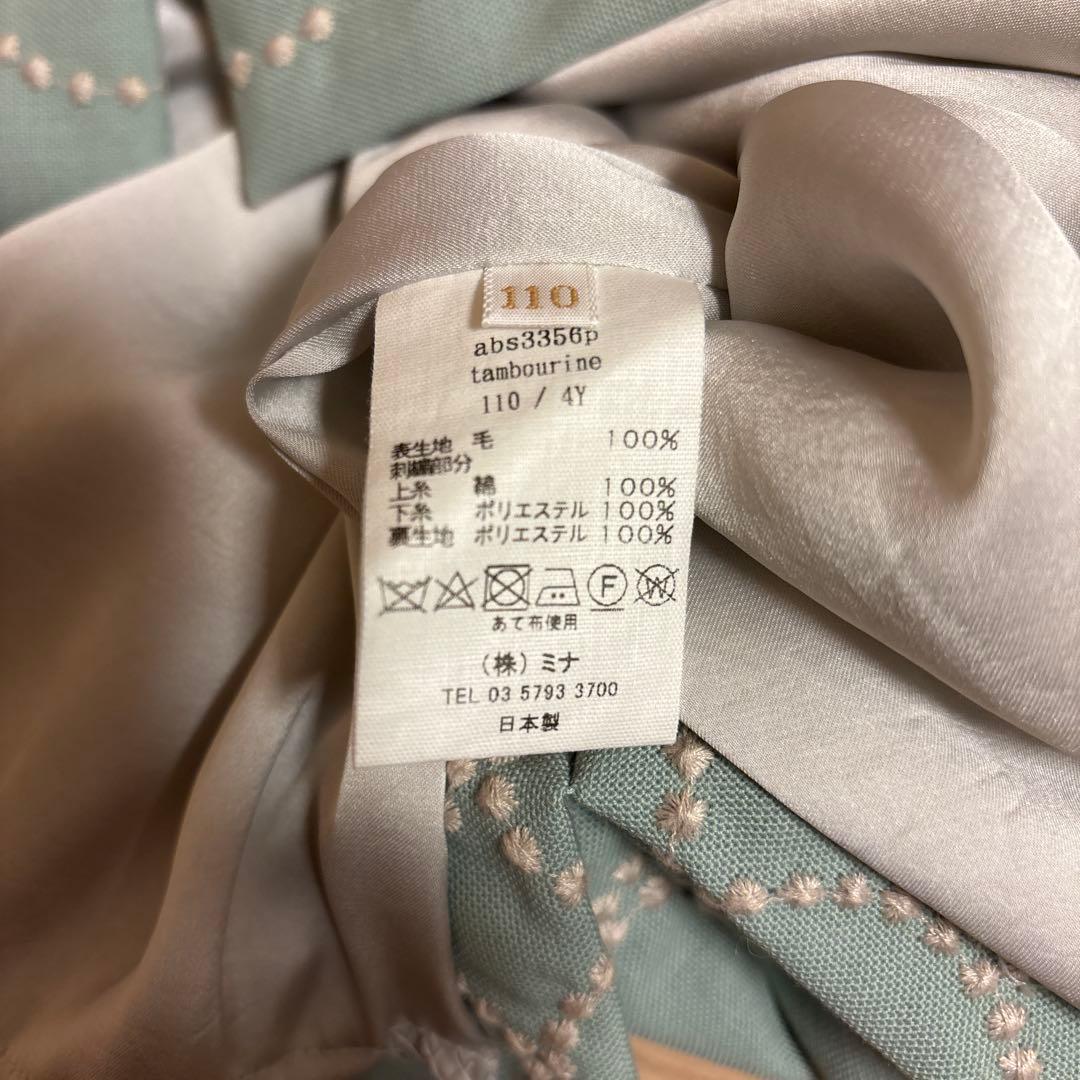 110
abs3356p
tambourine
110 / 4Y
表生地 毛 100%
刺繍部分
上糸 綿 100%
下糸 ポリエステル 100%
裏生地 ポリエステル 100%
F W
あて布使用
(株) ミナ
TEL 03 5793 3700
日本製